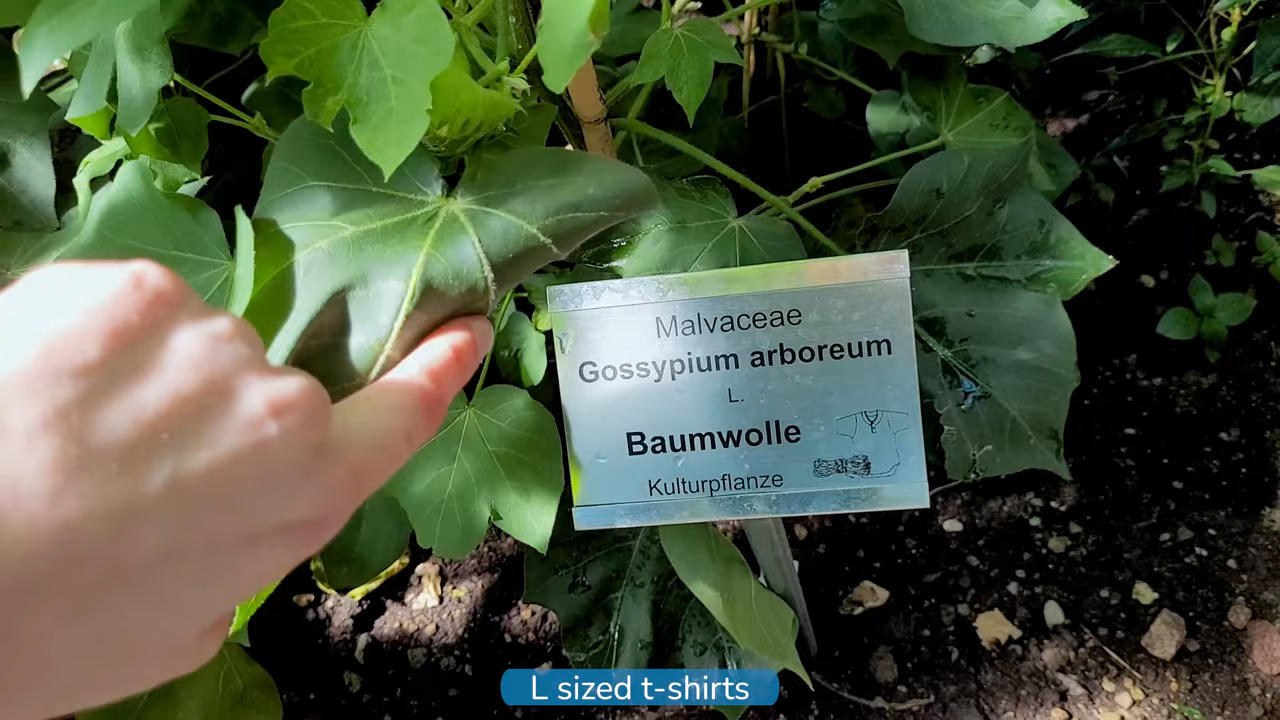 Malvaceae
Gossypium arboreum
L.
Baumwolle
Kulturpflanze
L sized t-shirts